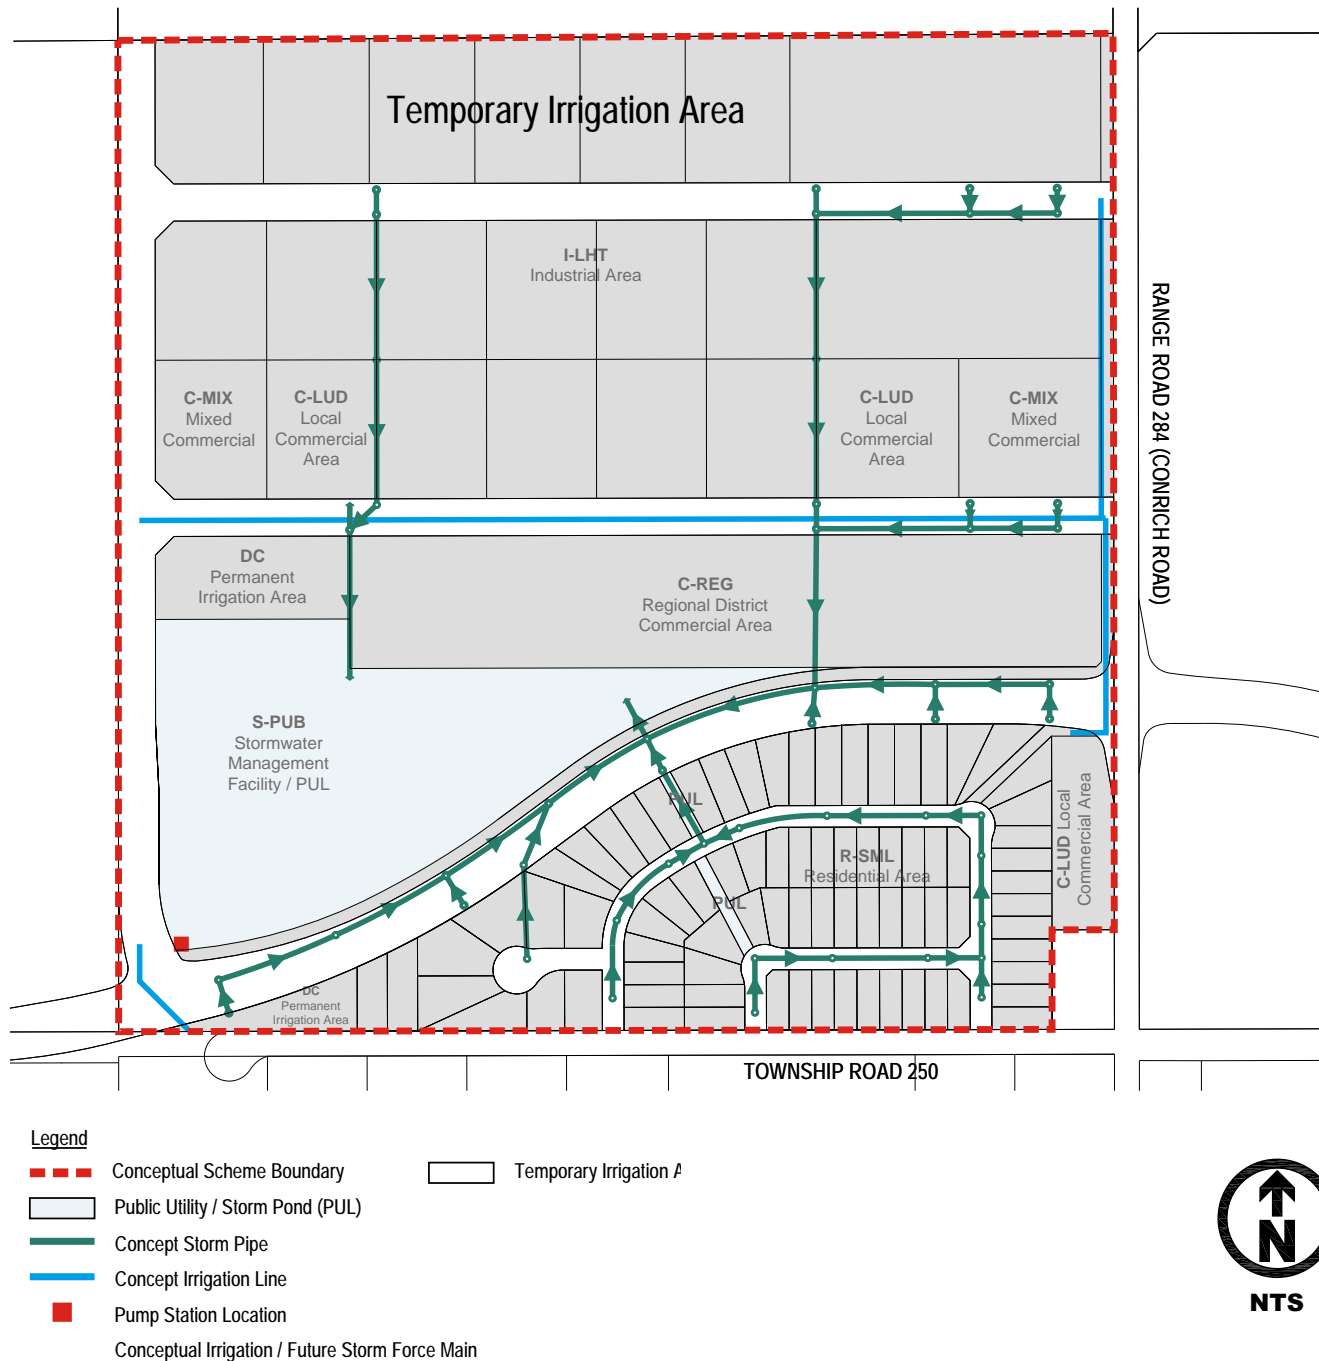 Temporary Irrigation Area
I-LHT
Industrial Area
C-MIX
Mixed
Commercial
C-LUD
Local
Commercial
Area
C-LUD
Local
Commercial
Area
C-MIX
Mixed
Commercial
RANGE ROAD 284 (CONRICH ROAD)
DC
Permanent
Irrigation Area
C-REG
Regional District
Commercial Area
S-PUB
Stormwater
Management
Facility / PUL
PUL
R-SML
Residential Area
PUL
C-LUD Local
Commercial Area
DC
Permanent
Irrigation Area
TOWNSHIP ROAD 250
Legend
Conceptual Scheme Boundary
Temporary Irrigation A
Public Utility / Storm Pond (PUL)
Concept Storm Pipe
Concept Irrigation Line
Pump Station Location
Conceptual Irrigation / Future Storm Force Main
N
NTS